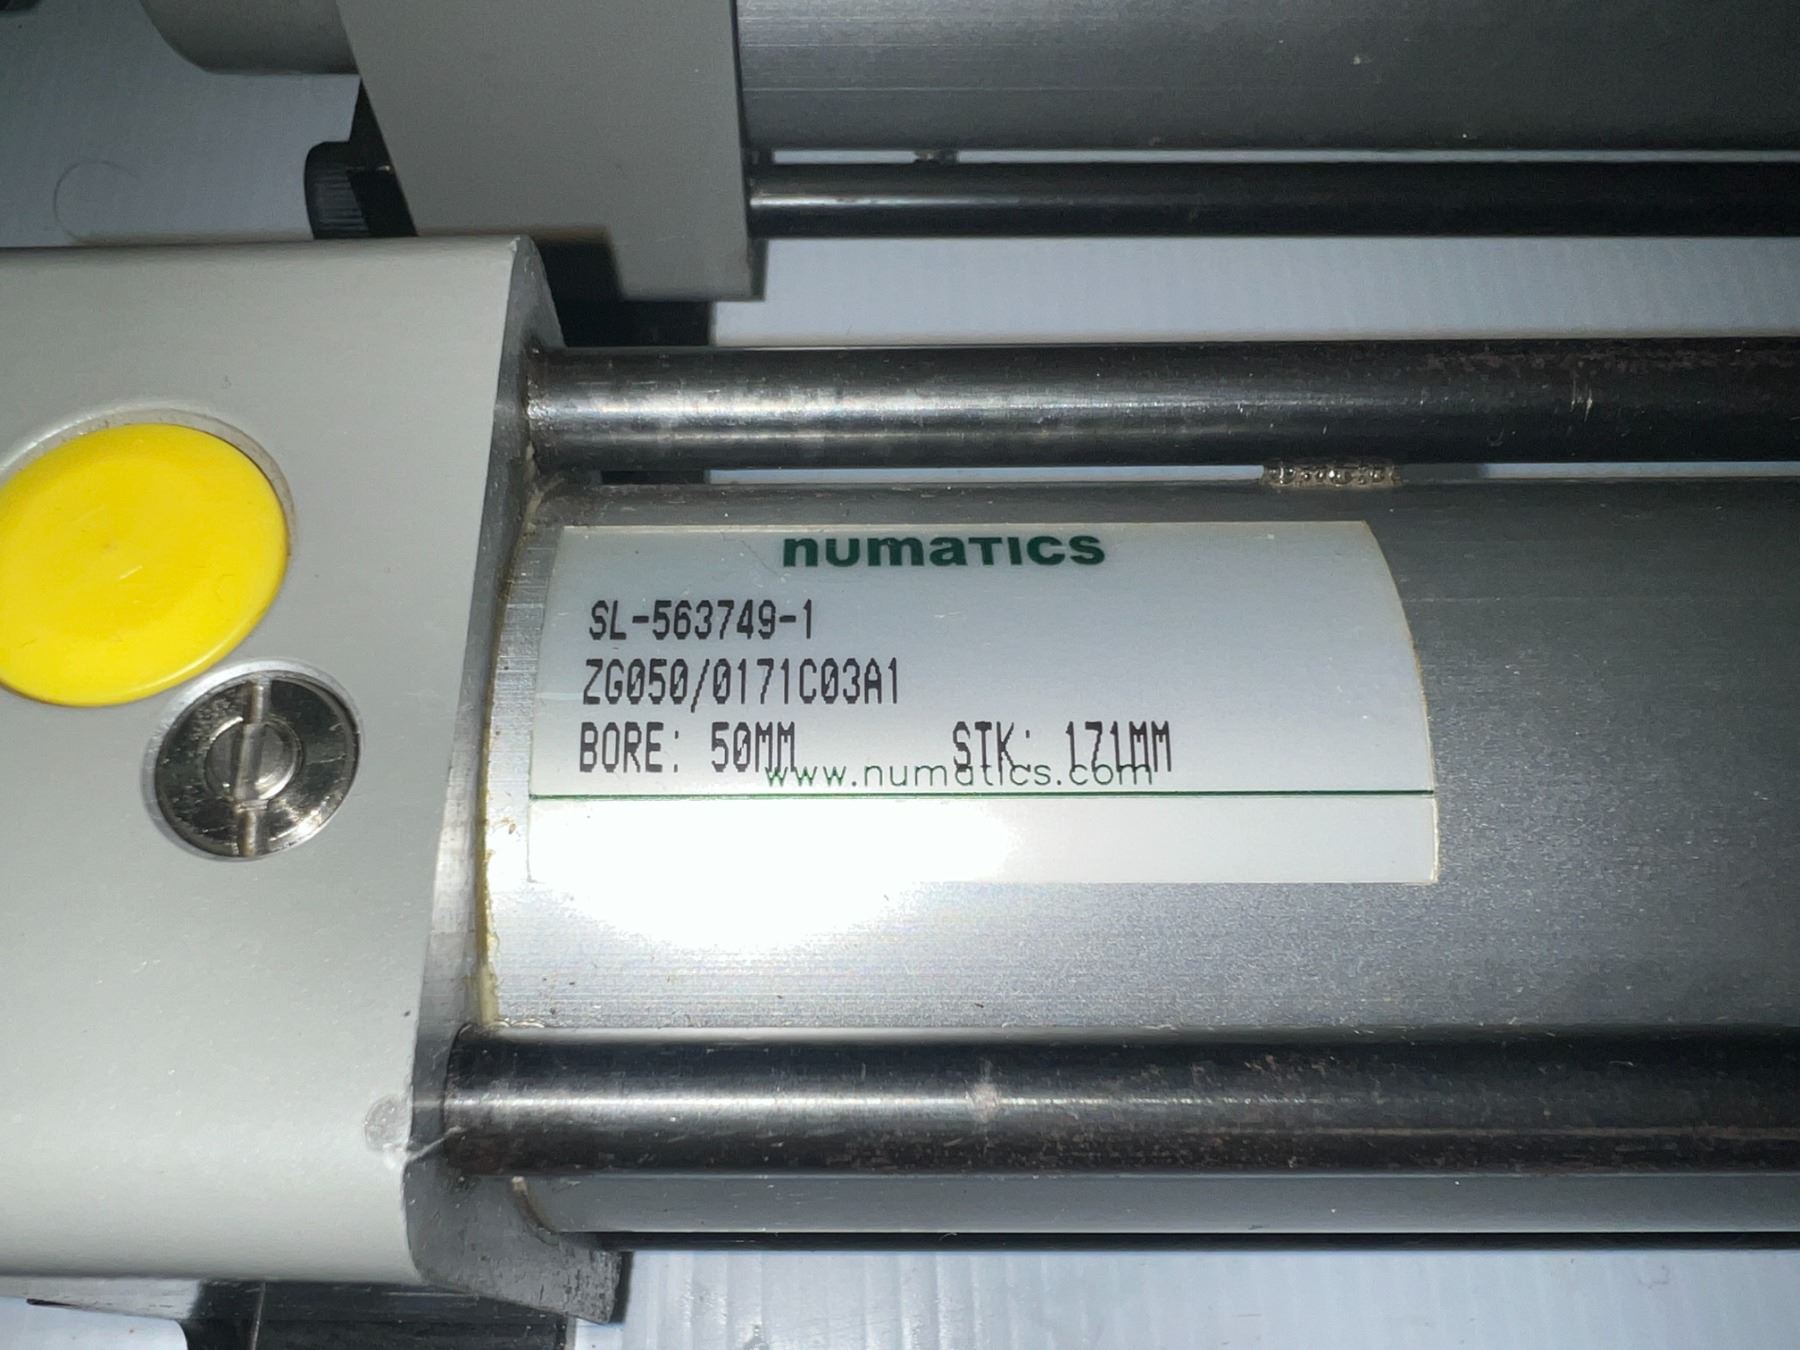 numatics
SL-563749-1
ZG050/0171C03A1
BORE: 50MM STK: 171MM
www.numatics.com